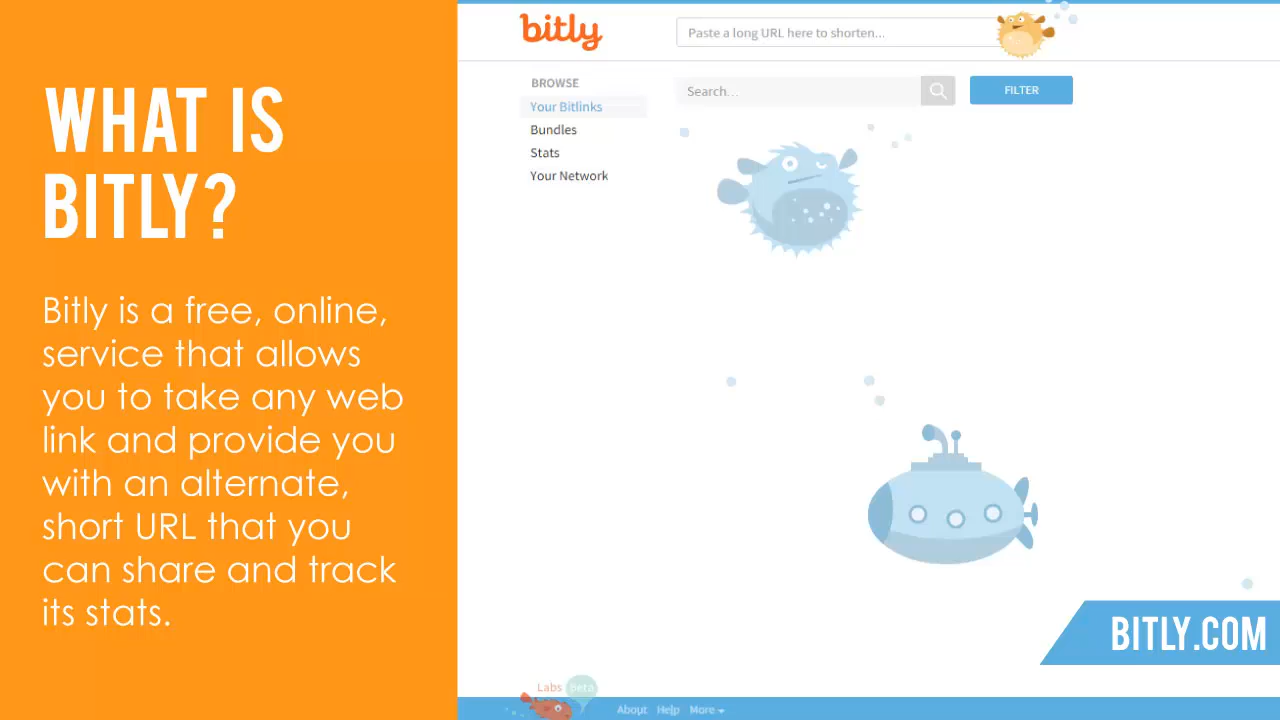 WHAT IS
BITLY?
Bitly is a free, online,
service that allows
you to take any web
link and provide you
with an alternate,
short URL that you
can share and track
its stats.
bitly
Paste a long URL here to shorten...
BROWSE
Your Bitlinks
Bundles
Stats
Your Network
Search...
FILTER
BITLY.COM
Labs Beta
About Help More